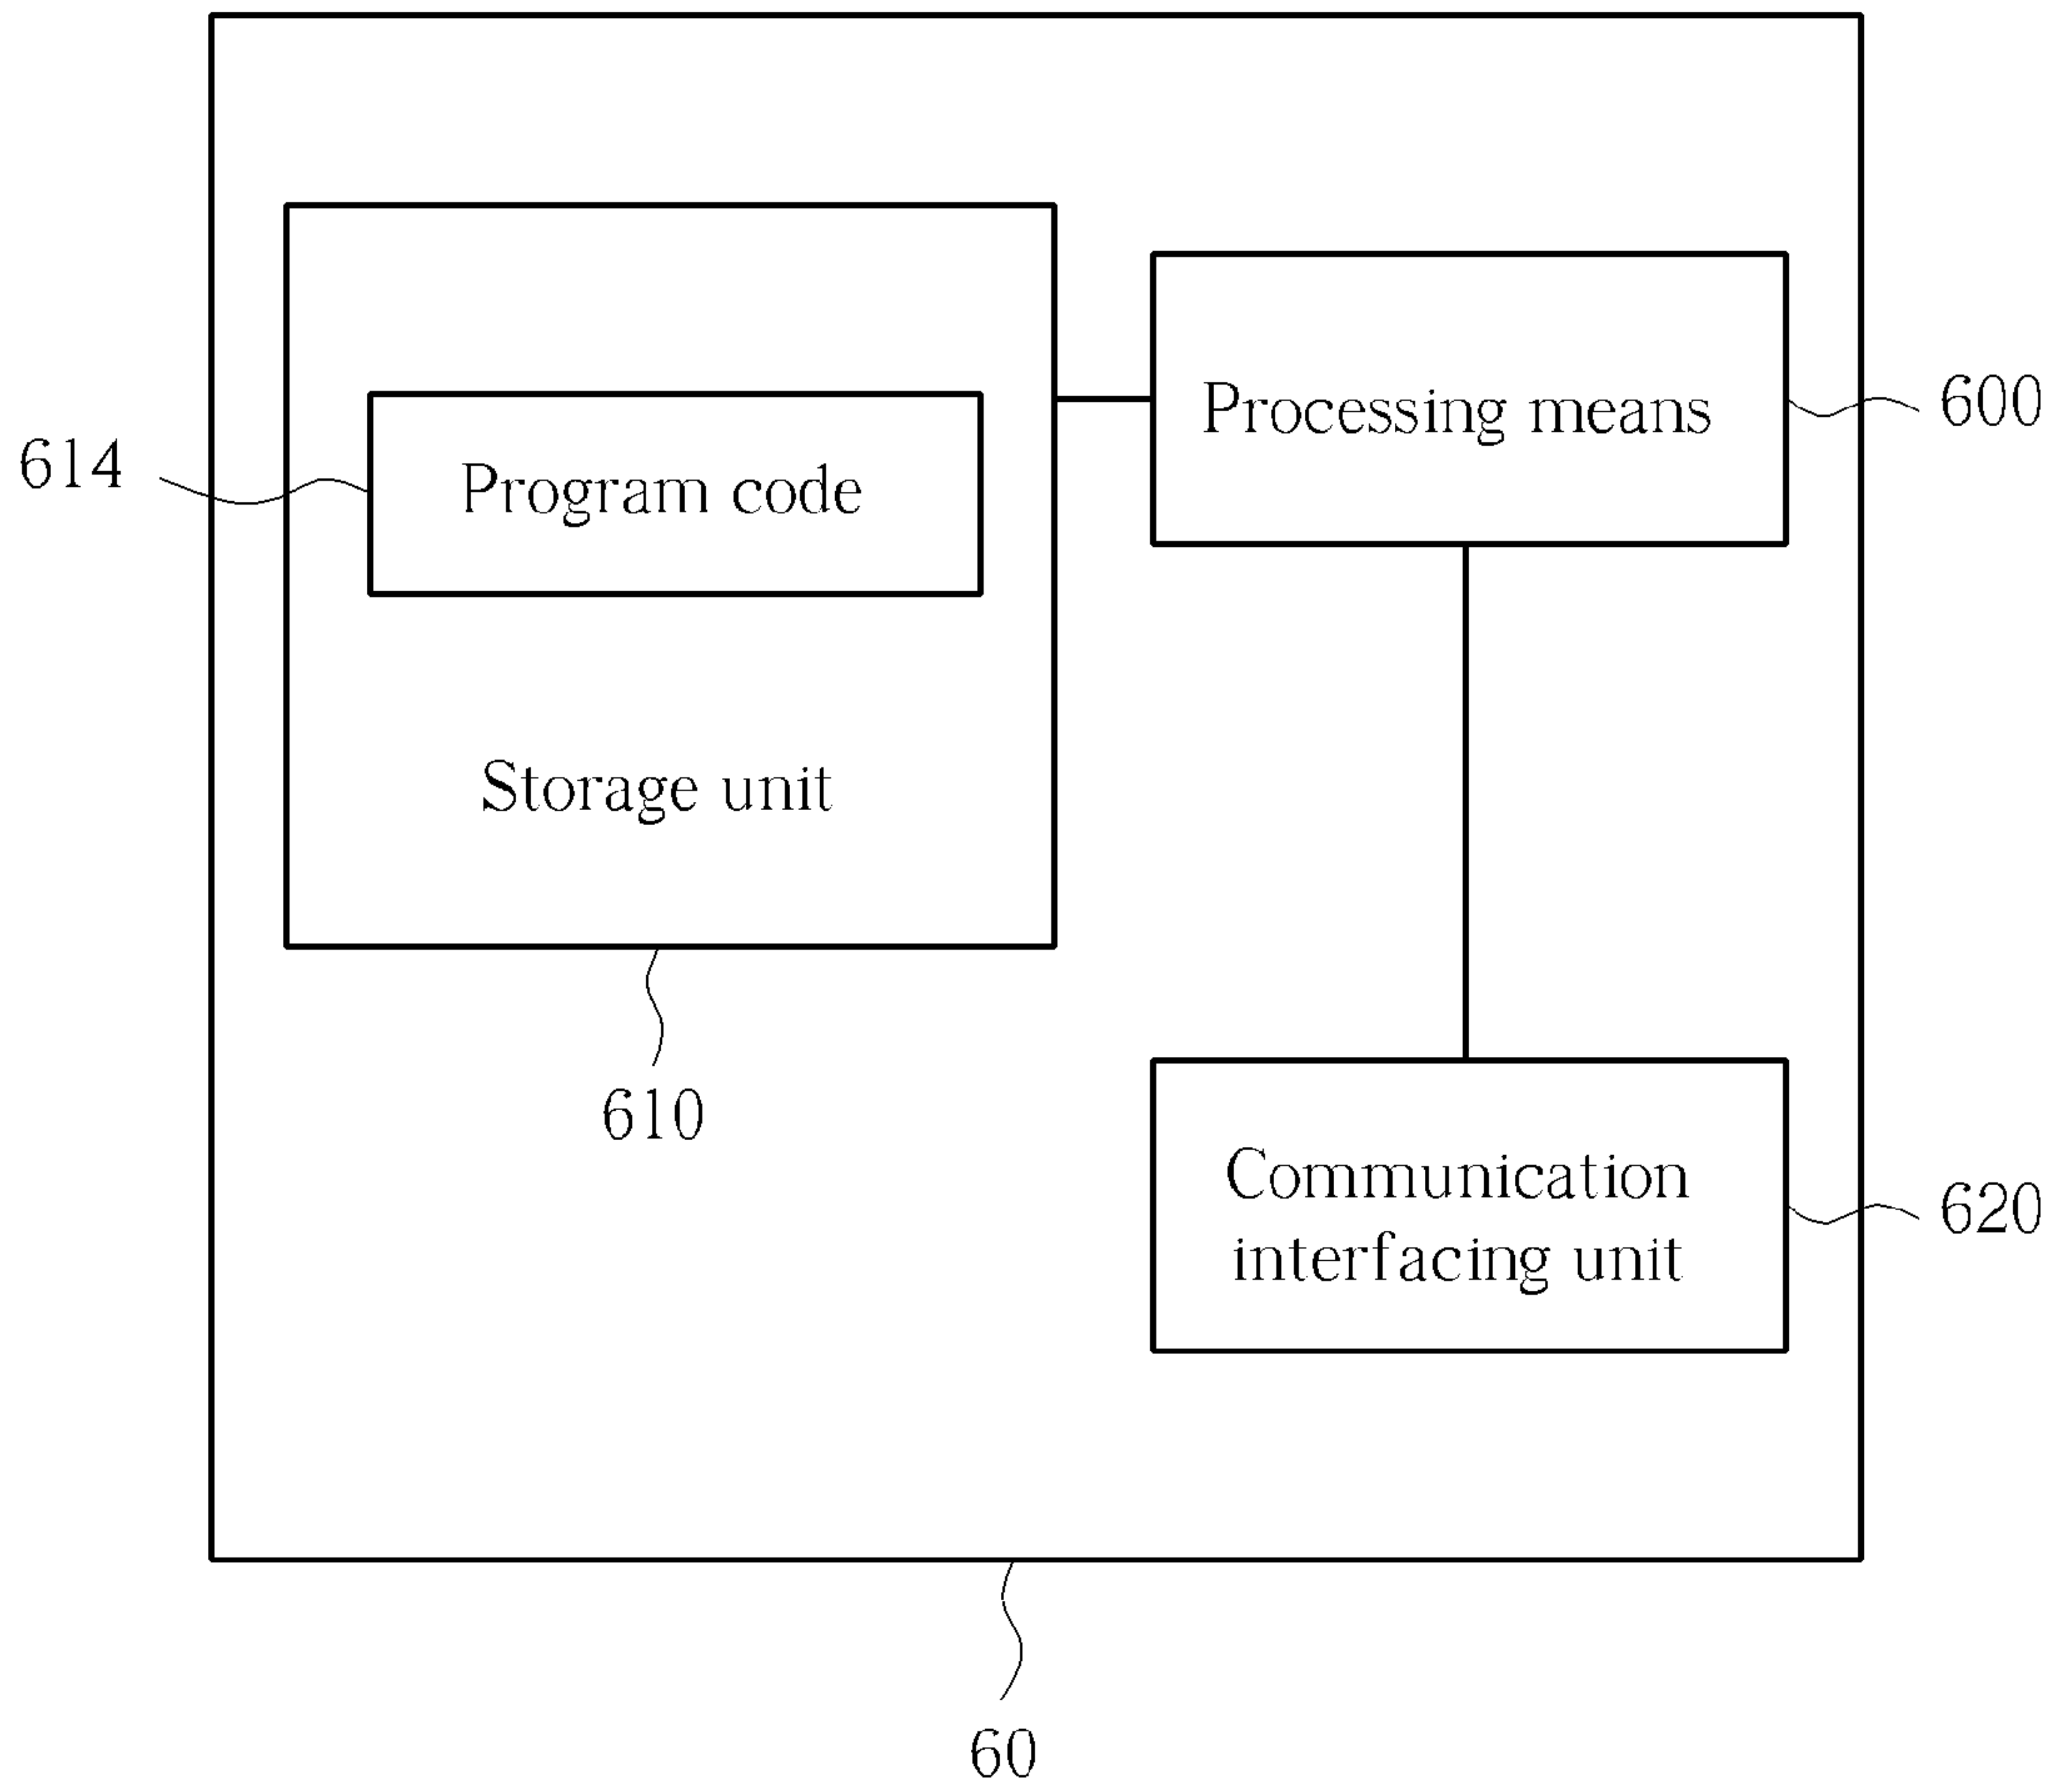 600
Processing means
614
Program code
Storage unit
610
Communication
interfacing unit
620
60